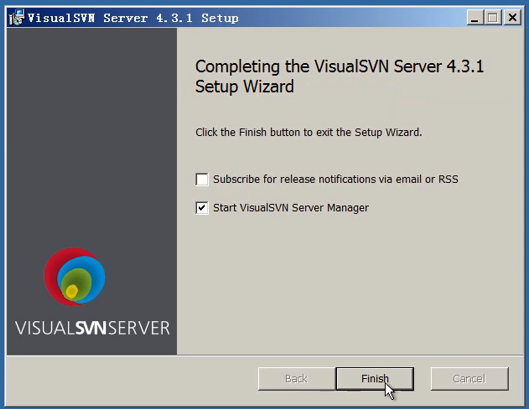 VisualSVN Server 4.3.1 Setup
Completing the VisualSVN Server 4.3.1
Setup Wizard
Click the Finish button to exit the Setup Wizard.
Subscribe for release notifications via email or RSS
Start VisualSVN Server Manager
VISUALSVNSERVER
Back
Finish
Cancel